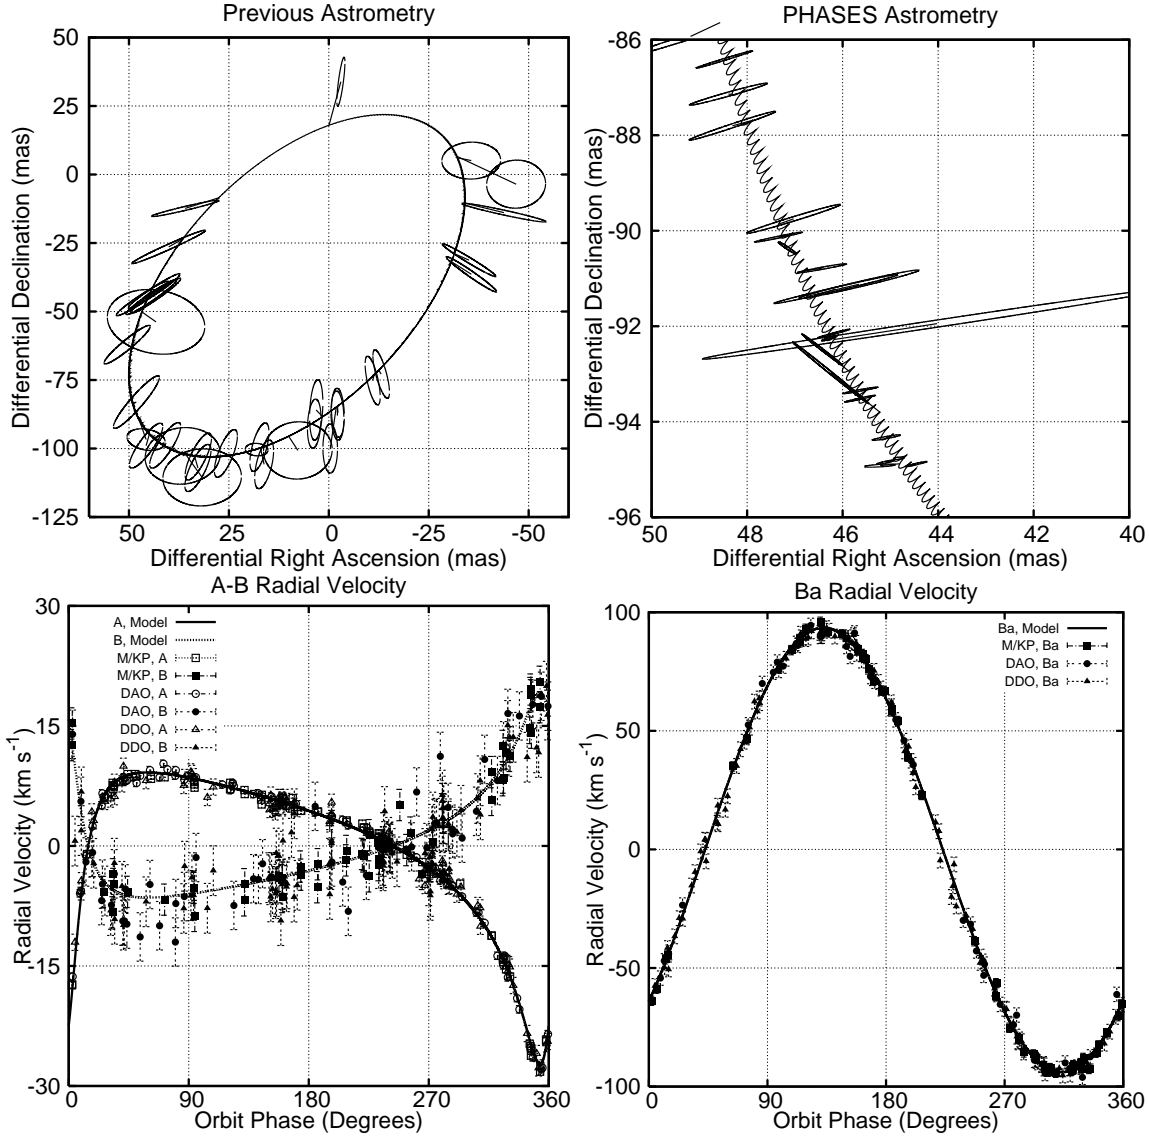 Previous Astrometry
50
25
0
-25
-50
-75
-100
-125
50 25 0 -25 -50
Differential Right Ascension (mas)
Differential Declination (mas)
PHASES Astrometry
-86
-88
-90
-92
-94
-96
50 48 46 44 42 40
Differential Right Ascension (mas)
Differential Declination (mas)
A-B Radial Velocity
30
15
0
-15
-30
0 90 180 270 360
Orbit Phase (Degrees)
Radial Velocity (km s-1)
A, Model
B, Model
M/KP, A
M/KP, B
DAO, A
DAO, B
DDO, A
DDO, B
Ba Radial Velocity
100
50
0
-50
-100
0 90 180 270 360
Orbit Phase (Degrees)
Radial Velocity (km s-1)
Ba, Model
M/KP, Ba
DAO, Ba
DDO, Ba